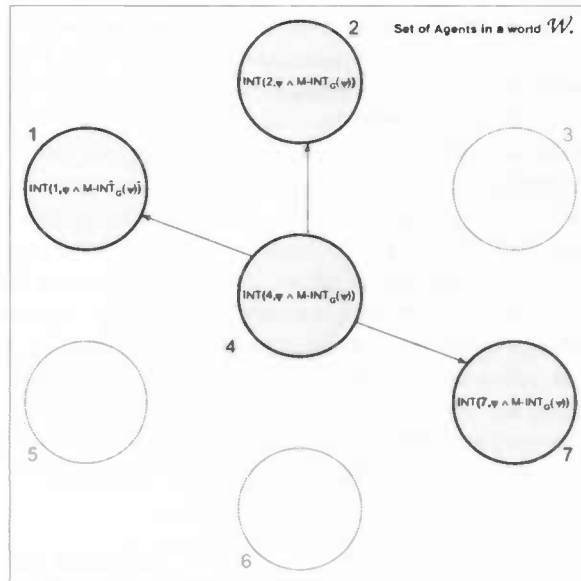 2
Set of Agents in a world 𝒲.
INT(2,ψ ∧ M-INT_G(ψ))
1
3
INT(1,ψ ∧ M-INT_G(ψ))
INT(4,ψ ∧ M-INT_G(ψ))
4
INT(7,ψ ∧ M-INT_G(ψ))
5
7
6